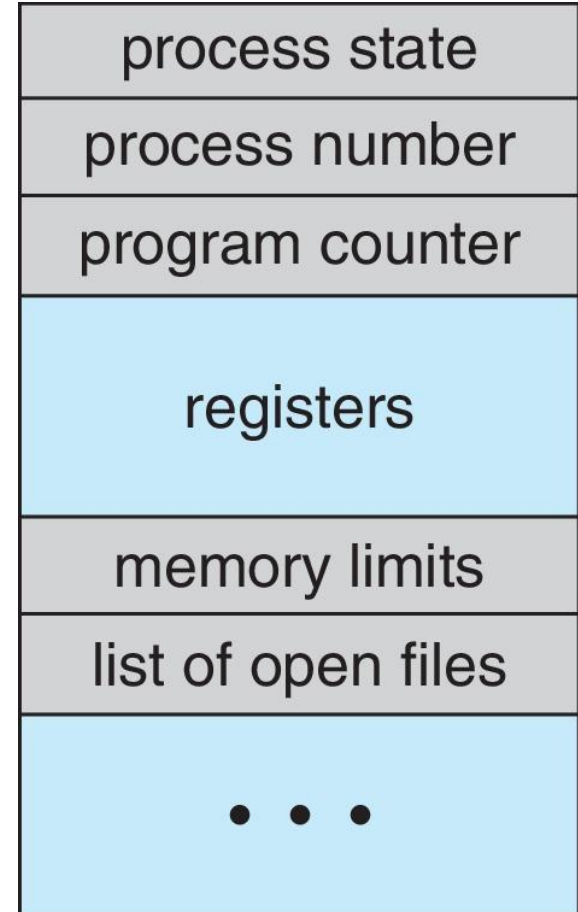 process state
process number
program counter
registers
memory limits
list of open files
• • •